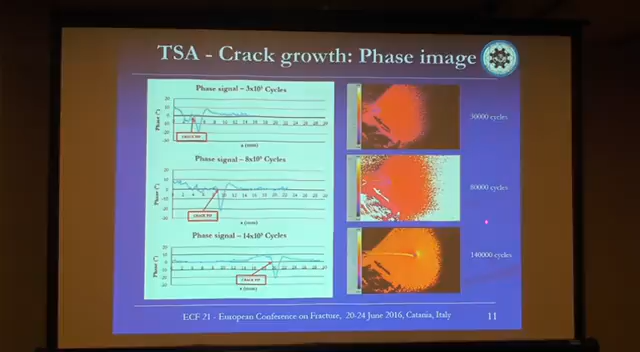 TSA - Crack growth: Phase image
Phase signal – 3x10⁴ Cycles
Phase (°)
CRACK TIP
x (mm)
30000 cycles
Phase signal – 8x10⁴ Cycles
Phase (°)
CRACK TIP
x (mm)
80000 cycles
Phase signal – 14x10⁴ Cycles
Phase (°)
CRACK TIP
x (mm)
140000 cycles
ECF 21 - European Conference on Fracture, 20-24 June 2016, Catania, Italy
11